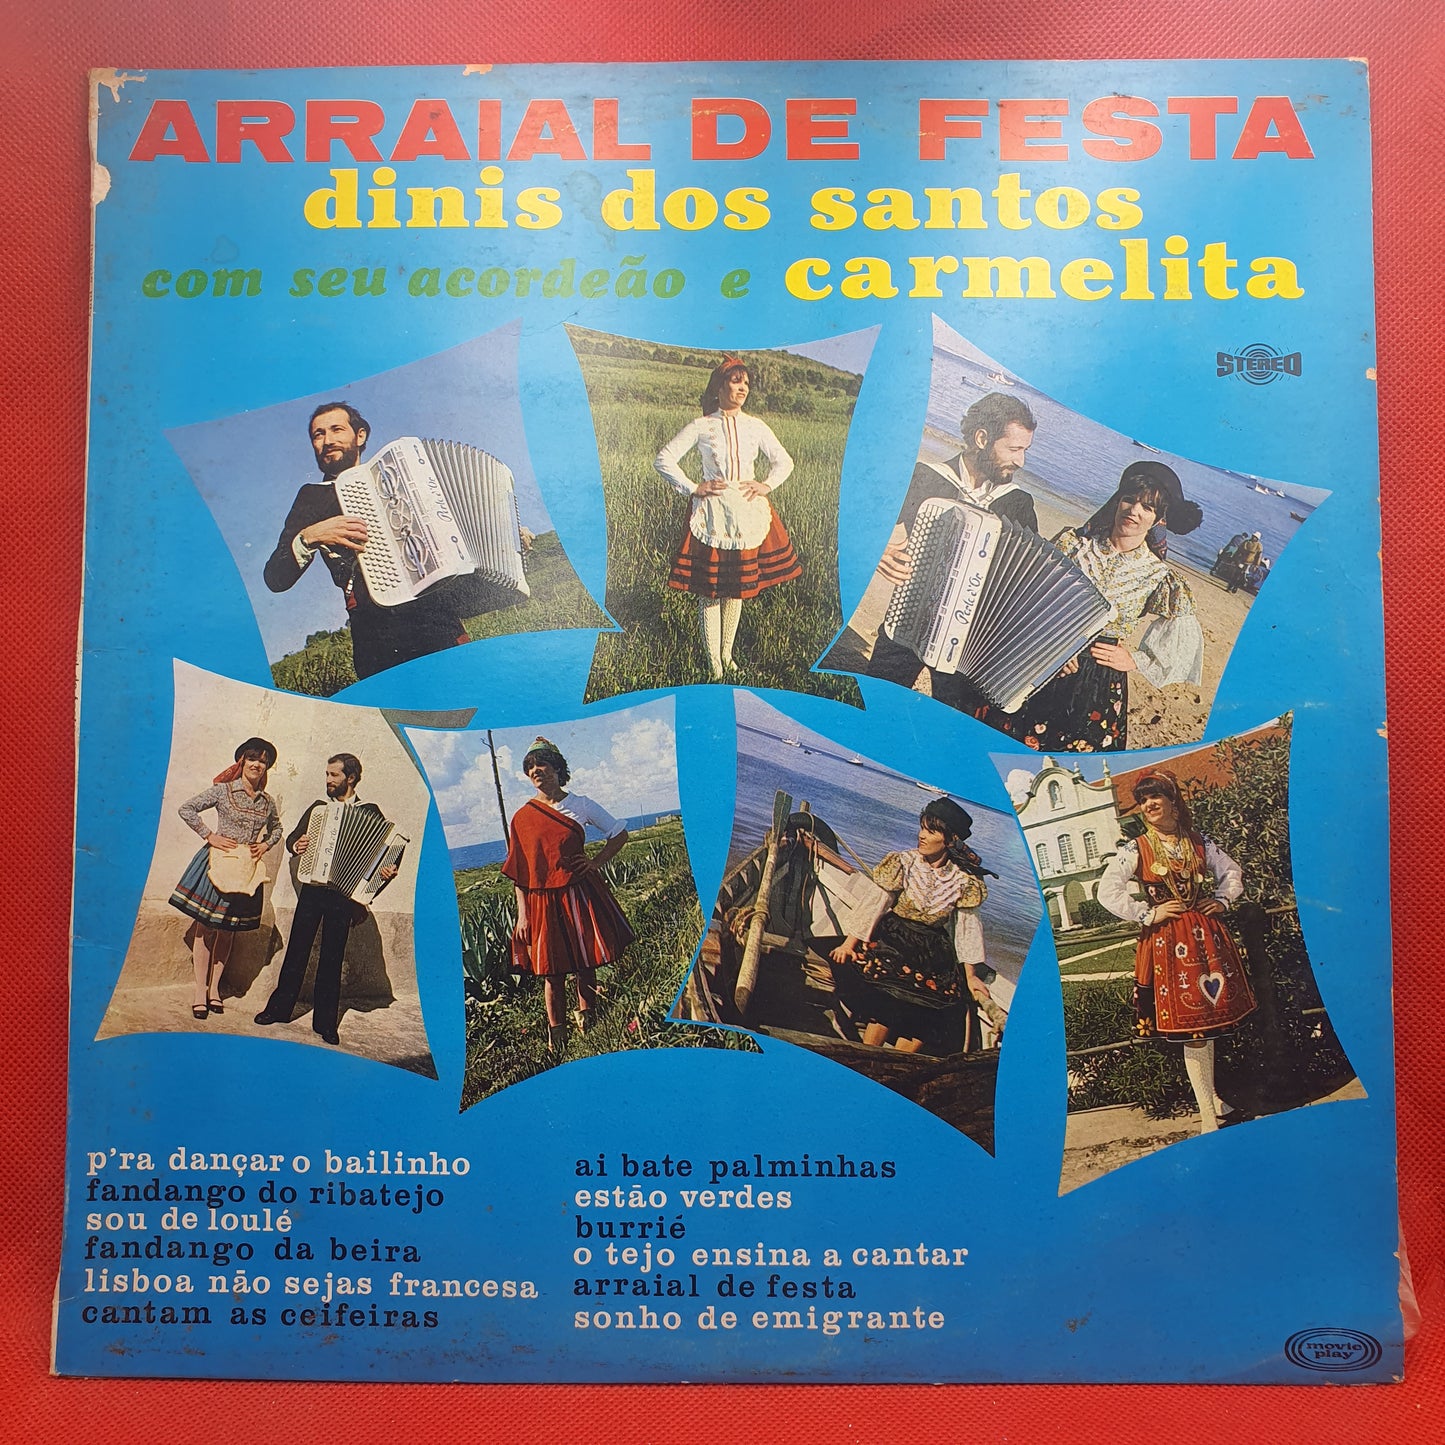 ARRAIAL DE FESTA
dinis dos santos
com seu acordeão e carmelita
STEREO
p'ra dançar o bailinho
fandango do ribatejo
sou de loulé
fandango da beira
lisboa não sejas francesa
cantam as ceifeiras
ai bate palminhas
estão verdes
burrié
o tejo ensina a cantar
arraial de festa
sonho de emigrante
movie
play